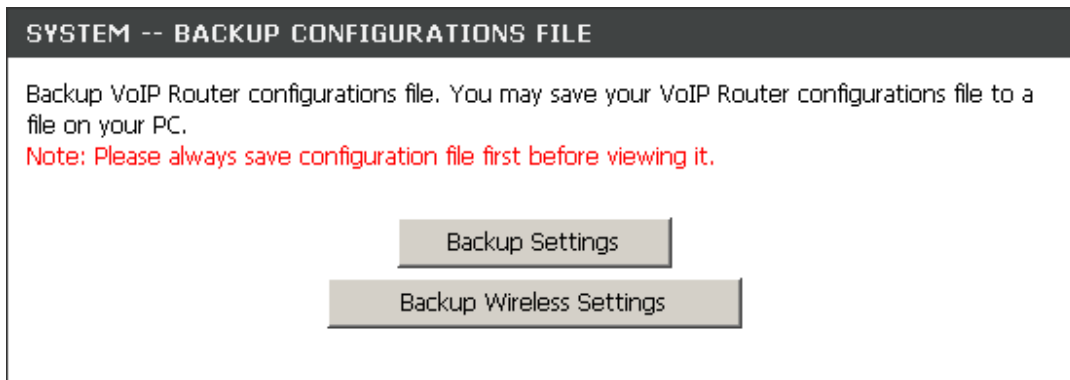 SYSTEM -- BACKUP CONFIGURATIONS FILE
Backup VoIP Router configurations file. You may save your VoIP Router configurations file to a
file on your PC.
Note: Please always save configuration file first before viewing it.
Backup Settings
Backup Wireless Settings